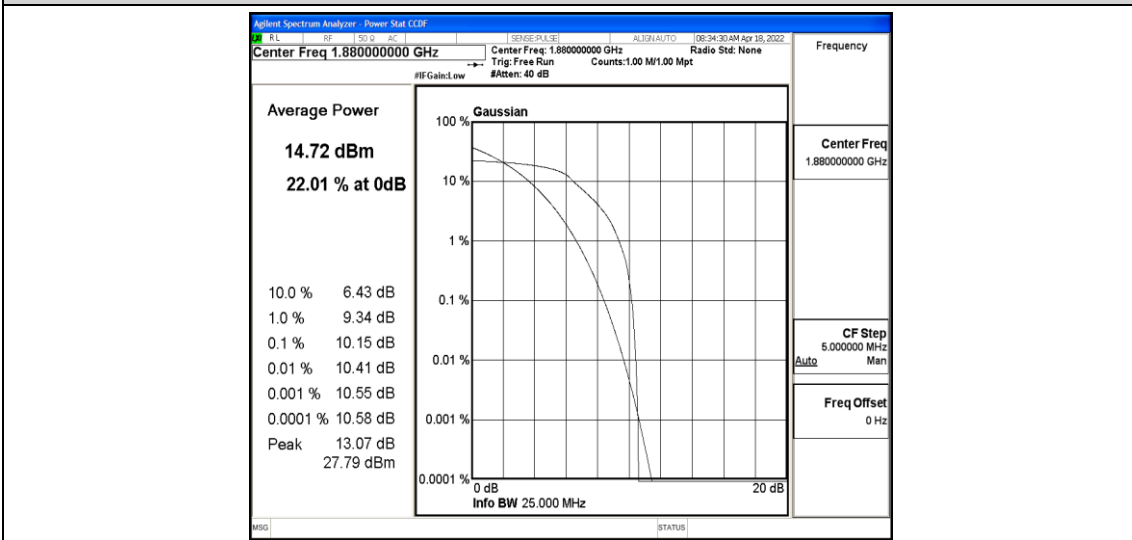 Agilent Spectrum Analyzer - Power Stat CCDF
RL RF 50 Ω AC SENSE:PULSE ALIGN AUTO 08:34:30 AM Apr 18, 2022
Center Freq 1.880000000 GHz
Center Freq: 1.880000000 GHz Radio Std: None
Trig: Free Run Counts:1.00 M/1.00 Mpt
#IFGain:Low #Atten: 40 dB
Frequency
Average Power
14.72 dBm
22.01 % at 0dB
10.0 % 6.43 dB
1.0 % 9.34 dB
0.1 % 10.15 dB
0.01 % 10.41 dB
0.001 % 10.55 dB
0.0001 % 10.58 dB
Peak 13.07 dB
27.79 dBm
Gaussian
100 %
10 %
1 %
0.1 %
0.01 %
0.001 %
0.0001 %
0 dB 20 dB
Info BW 25.000 MHz
Center Freq
1.880000000 GHz
CF Step
5.000000 MHz
Auto Man
Freq Offset
0 Hz
MSG STATUS